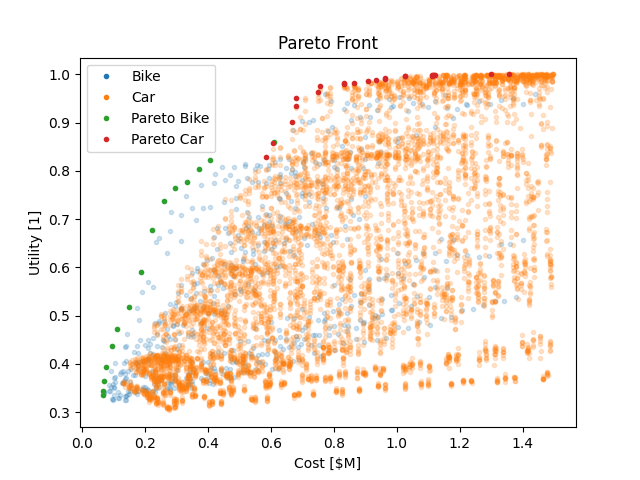 Pareto Front
Bike
Car
Pareto Bike
Pareto Car
1.0
0.9
0.8
0.7
0.6
0.5
0.4
0.3
Utility [1]
0.0 0.2 0.4 0.6 0.8 1.0 1.2 1.4
Cost [$M]